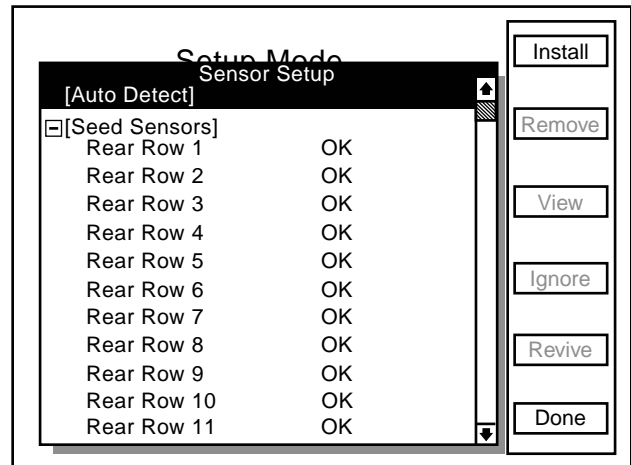 Setup Mode
Sensor Setup
[Auto Detect]
[Seed Sensors]
Rear Row 1 OK
Rear Row 2 OK
Rear Row 3 OK
Rear Row 4 OK
Rear Row 5 OK
Rear Row 6 OK
Rear Row 7 OK
Rear Row 8 OK
Rear Row 9 OK
Rear Row 10 OK
Rear Row 11 OK
Install
Remove
View
Ignore
Revive
Done